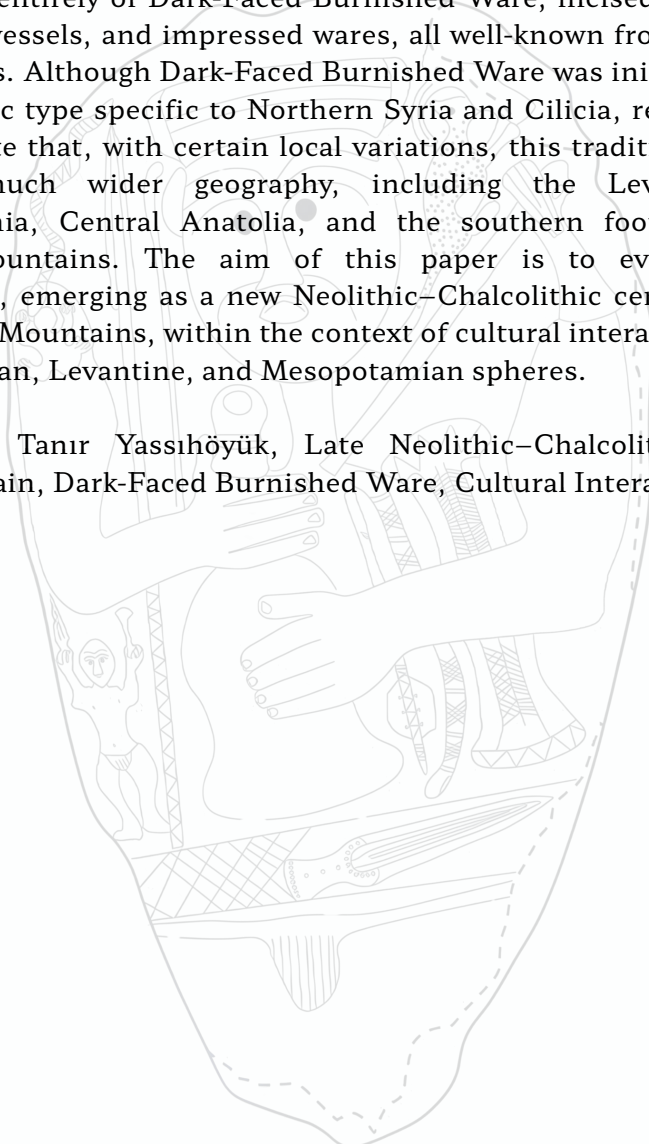 entirely of Dark-Faced Burnished Ware, incised
vessels, and impressed wares, all well-known fro
s. Although Dark-Faced Burnished Ware was ini
c type specific to Northern Syria and Cilicia, re
te that, with certain local variations, this tradit
much wider geography, including the Lev
nia, Central Anatolia, and the southern foo
ountains. The aim of this paper is to ev
, emerging as a new Neolithic–Chalcolithic cen
Mountains, within the context of cultural intera
an, Levantine, and Mesopotamian spheres.
Tanır Yassıhöyük, Late Neolithic–Chalcolit
ain, Dark-Faced Burnished Ware, Cultural Intera